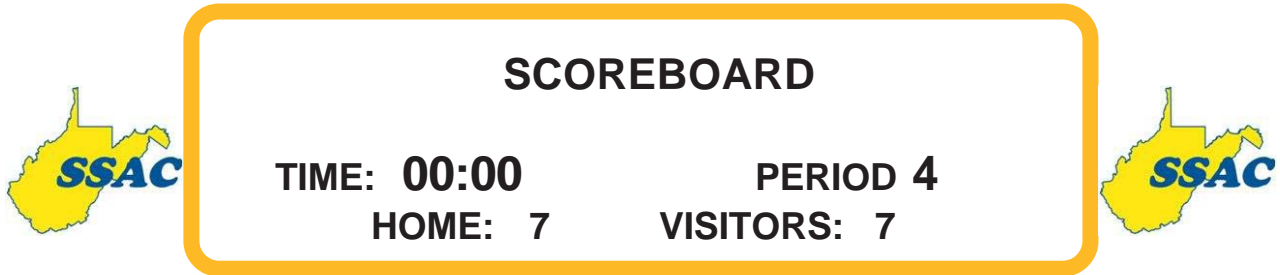 SCOREBOARD
SSAC
SSAC
TIME: 00:00 PERIOD 4
HOME: 7 VISITORS: 7